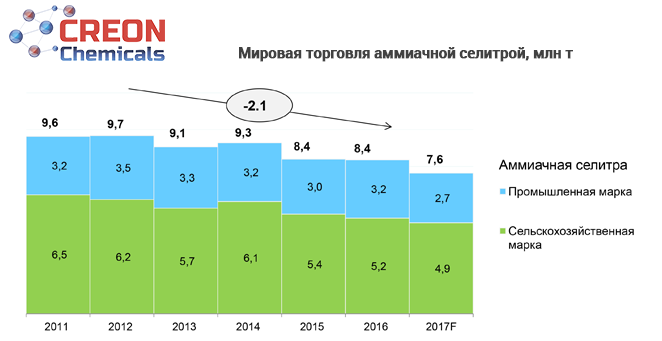 CREON
Chemicals
Мировая торговля аммиачной селитрой, млн т
-2.1
9,6 9,7 9,1 9,3 8,4 8,4 7,6
3,2 3,5 3,3 3,2 3,0 3,2 2,7
6,5 6,2 5,7 6,1 5,4 5,2 4,9
2011 2012 2013 2014 2015 2016 2017F
Аммиачная селитра
Промышленная марка
Сельскохозяйственная
марка